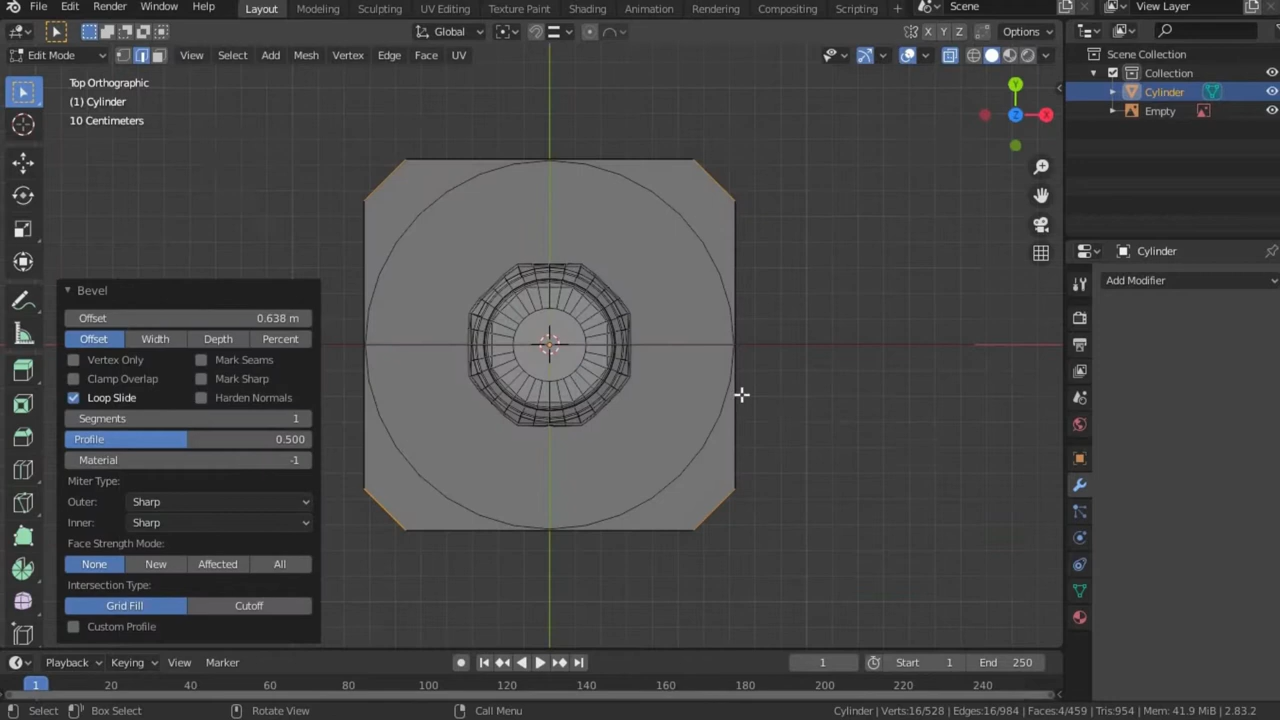 File Edit Render Window Help Layout Modeling Sculpting UV Editing Texture Paint Shading Animation Rendering Compositing Scripting + Scene View Layer
Global X Y Z Options
Edit Mode View Select Add Mesh Vertex Edge Face UV
Top Orthographic
(1) Cylinder
10 Centimeters
Y
Z X
Scene Collection
Collection
Cylinder
Empty
Cylinder
Add Modifier
Bevel
Offset 0.638 m
Offset Width Depth Percent
Vertex Only Mark Seams
Clamp Overlap Mark Sharp
Loop Slide Harden Normals
Segments 1
Profile 0.500
Material -1
Miter Type:
Outer: Sharp
Inner: Sharp
Face Strength Mode:
None New Affected All
Intersection Type:
Grid Fill Cutoff
Custom Profile
Playback Keying View Marker 1 Start 1 End 250
1 20 40 60 80 100 120 140 160 180 200 220 240
Select Box Select Rotate View Call Menu Cylinder | Verts:16/528 | Edges:16/984 | Faces:4/459 | Tris:954 | Mem: 41.9 MiB | 2.83.2